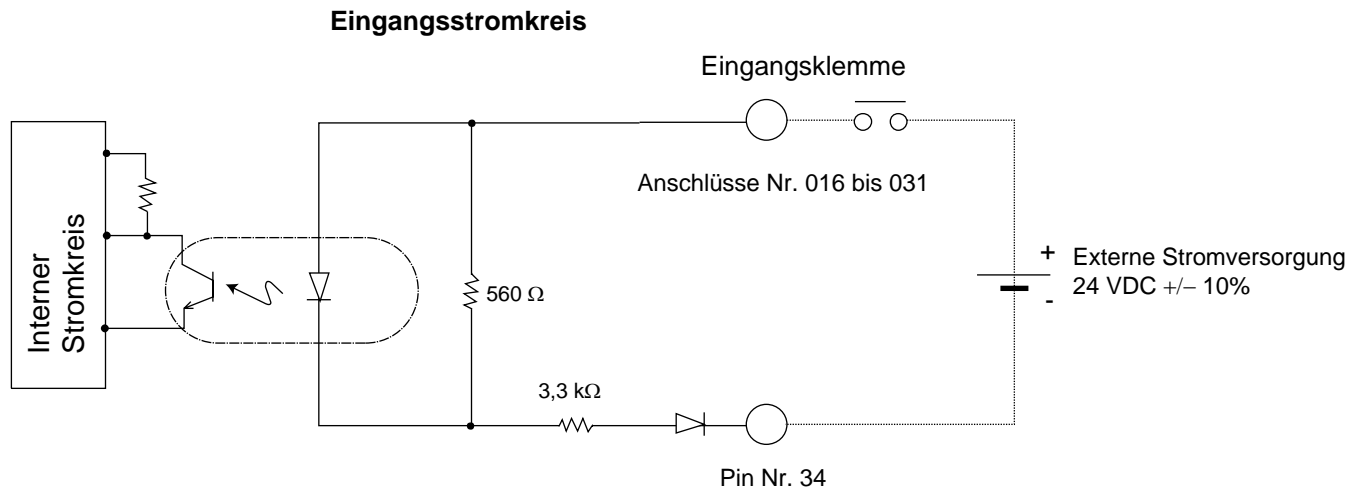 Eingangsstromkreis
Eingangsklemme
Anschlüsse Nr. 016 bis 031
Interner
Stromkreis
560 Ω
+
Externe Stromversorgung
24 VDC +/– 10%
-
3,3 kΩ
Pin Nr. 34